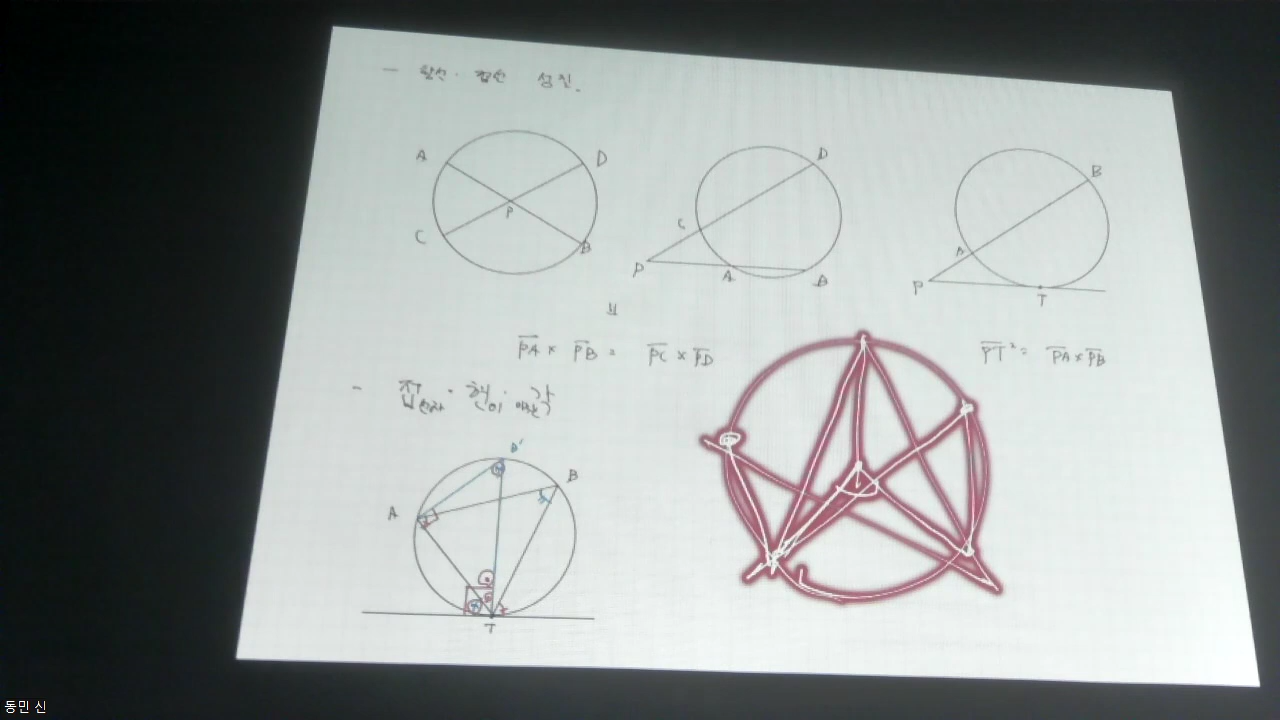 - 할선·접선 성질.
A D P C B
D C P A B
B A P T
PA × PB = PC × PD
PT² = PA × PB
- 접선과 현이 이루는 각
B'
A B
T
동민 신